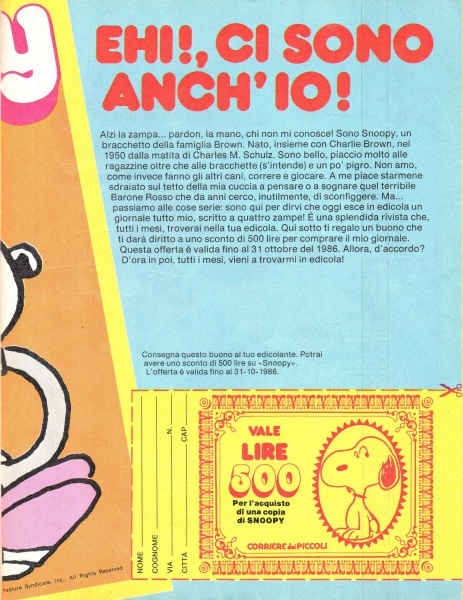 y
EHI!, CI SONO
ANCH' IO!
Alzi la zampa... pardon, la mano, chi non mi conosce! Sono Snoopy, un
bracchetto della famiglia Brown. Nato, insieme con Charlie Brown, nel
1950 dalla matita di Charles M. Schulz. Sono bello, piaccio molto alle
ragazzine oltre che alle bracchette (s'intende) e un po' pigro. Non amo,
come invece fanno gli altri cani, correre e giocare. A me piace starmene
sdraiato sul tetto della mia cuccia a pensare o a sognare quel terribile
Barone Rosso che da anni cerco, inutilmente, di sconfiggere. Ma...
passiamo alle cose serie: sono qui per dirvi che oggi esce in edicola un
giornale tutto mio, scritto a quattro zampe! È una splendida rivista che,
tutti i mesi, troverai nella tua edicola. Qui sotto ti regalo un buono che
ti darà diritto a uno sconto di 500 lire per comprare il mio giornale.
Questa offerta é valida fino al 31 ottobre del 1986. Allora, d'accordo?
D'ora in poi, tutti i mesi, vieni a trovarmi in edicola!
Consegna questo buono al tuo edicolante. Potrai
avere uno sconto di 500 lire su «Snoopy».
L'offerta é valida fino al 31-10-1986.
NOME
COGNOME
VIA N.
CITTÀ CAP
VALE
LIRE
500
Per l'acquisto
di una copia
di SNOOPY
CORRIERE dei PICCOLI
Feature Syndicate, Inc., All Rights Reserved